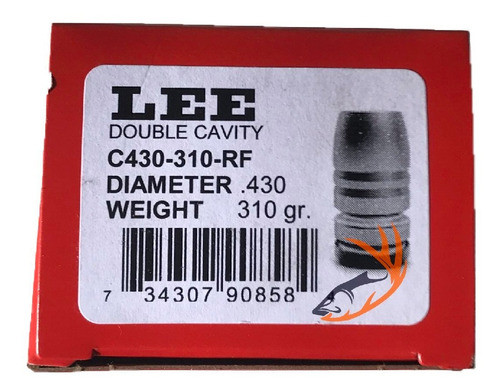 LEE
DOUBLE CAVITY
C430-310-RF
DIAMETER .430
WEIGHT 310 gr.
7 34307 90858